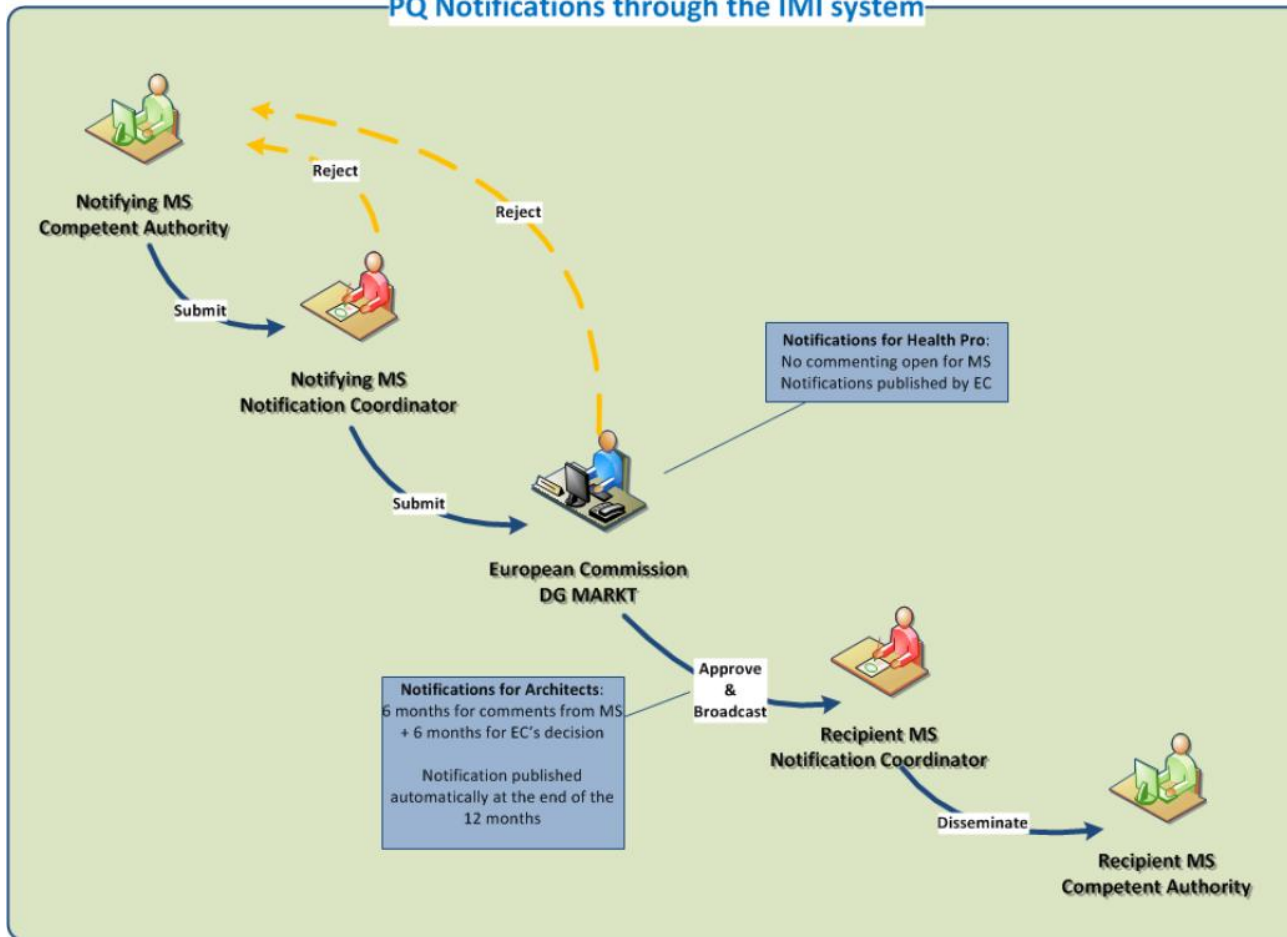 PQ Notifications through the IMI system
Reject
Notifying MS
Competent Authority
Reject
Submit
Notifying MS
Notification Coordinator
Notifications for Health Pro:
No commenting open for MS
Notifications published by EC
Submit
European Commission
DG MARKT
Approve
&
Broadcast
Notifications for Architects:
6 months for comments from MS
+ 6 months for EC's decision
Notification published
automatically at the end of the
12 months
Recipient MS
Notification Coordinator
Disseminate
Recipient MS
Competent Authority